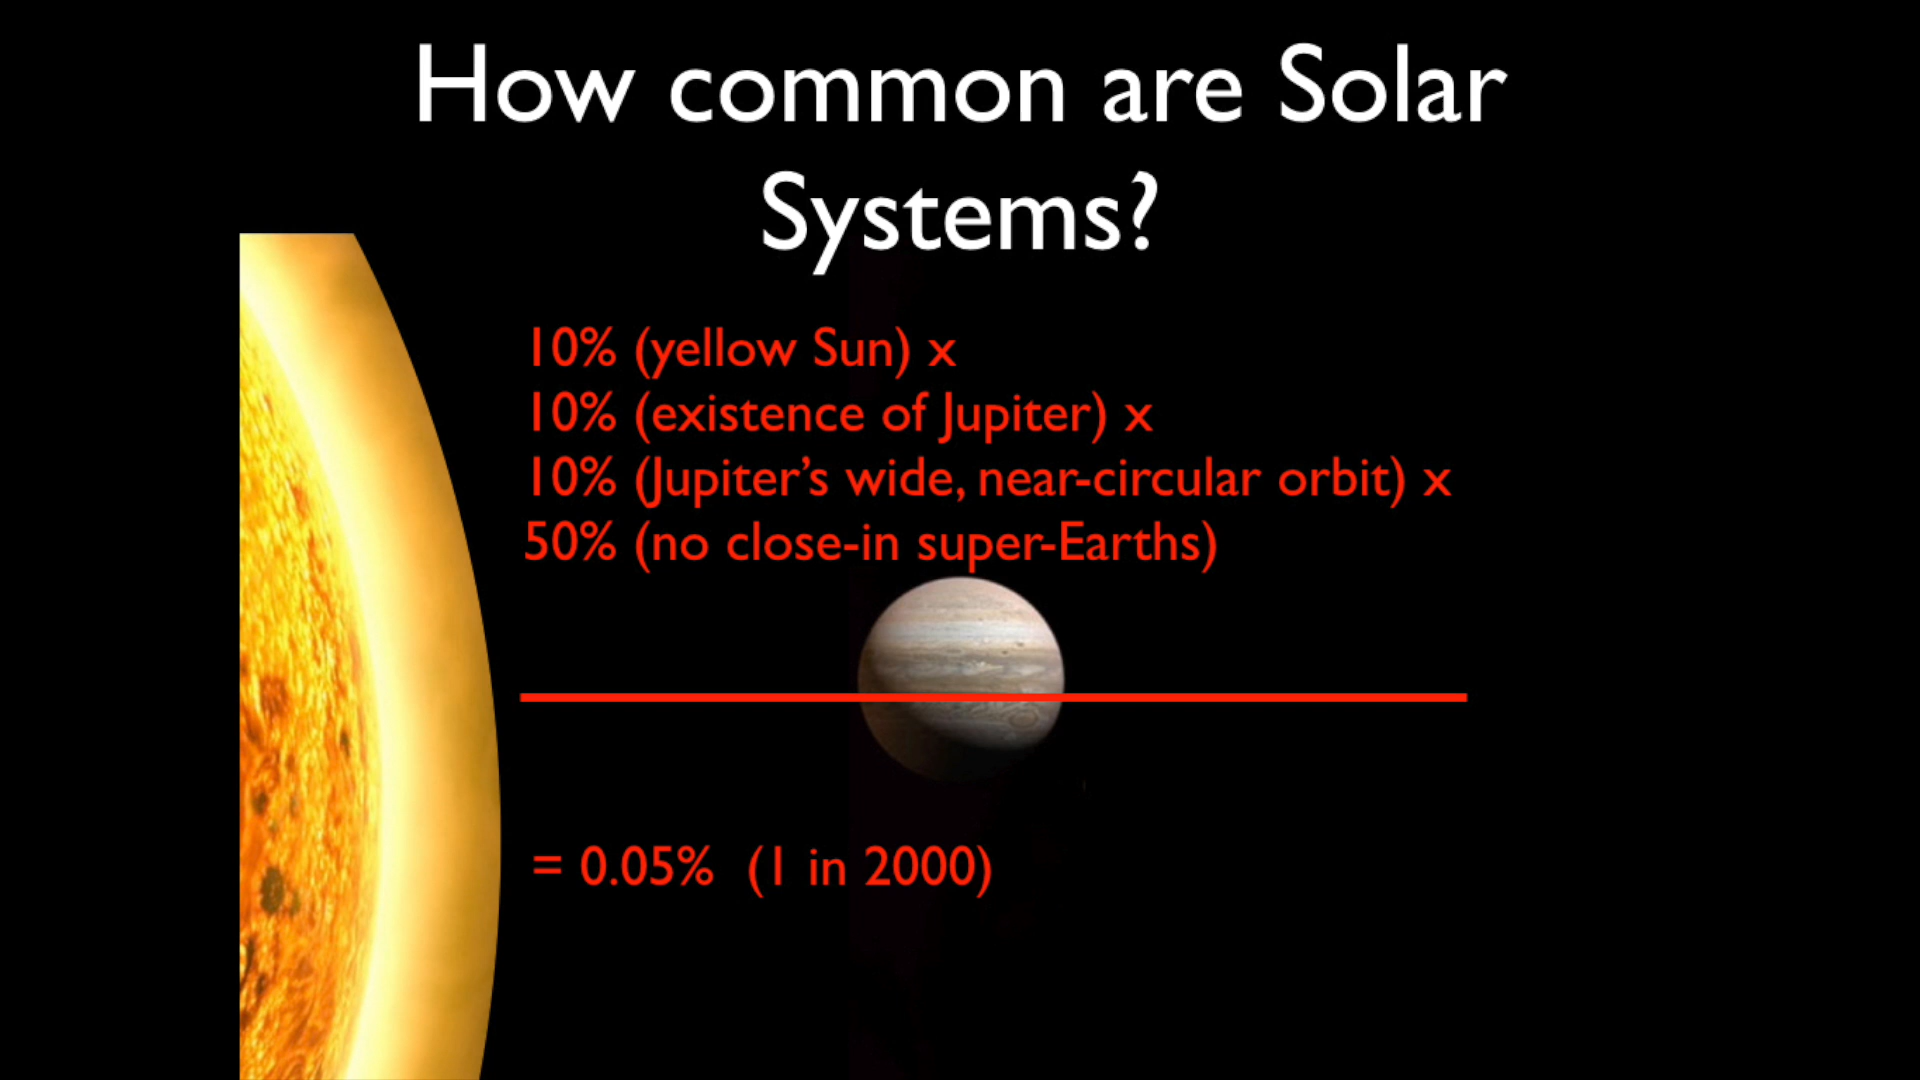 How common are Solar
Systems?
10% (yellow Sun) x
10% (existence of Jupiter) x
10% (Jupiter’s wide, near-circular orbit) x
50% (no close-in super-Earths)
= 0.05% (1 in 2000)